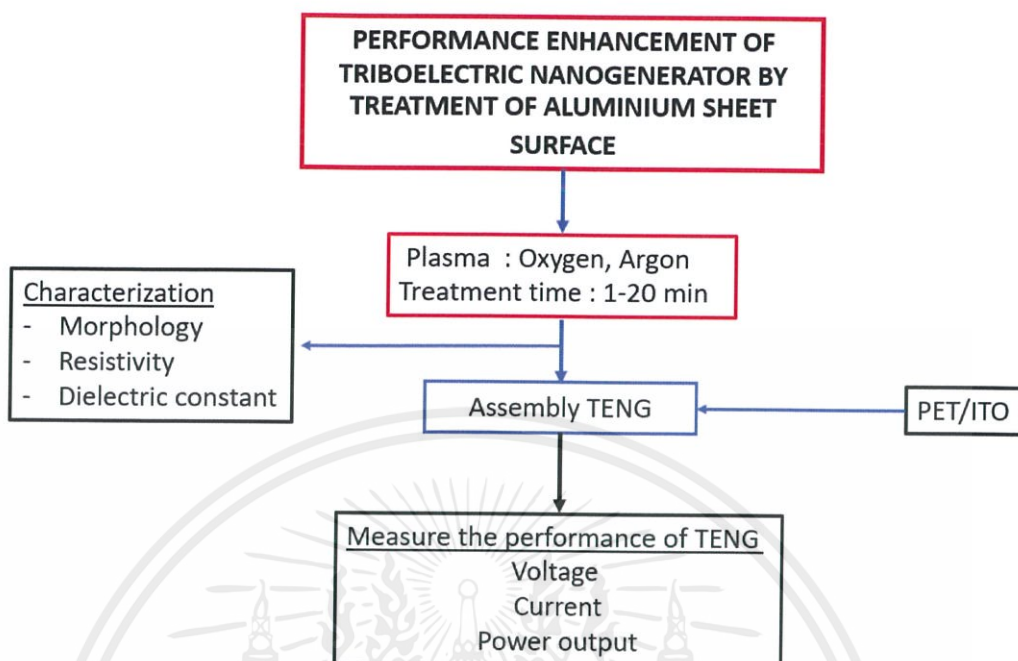 PERFORMANCE ENHANCEMENT OF
TRIBOELECTRIC NANOGENERATOR BY
TREATMENT OF ALUMINIUM SHEET
SURFACE
Plasma : Oxygen, Argon
Treatment time : 1-20 min
Characterization
- Morphology
- Resistivity
- Dielectric constant
Assembly TENG
PET/ITO
Measure the performance of TENG
Voltage
Current
Power output